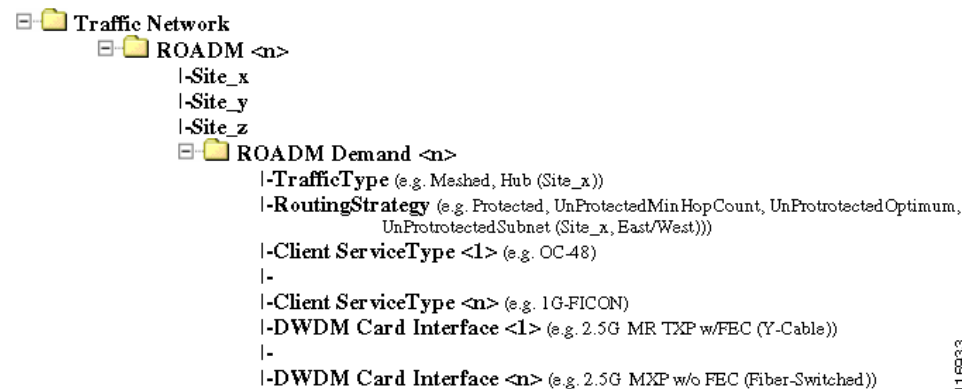 Traffic Network
ROADM <n>
|-Site_x
|-Site_y
|-Site_z
ROADM Demand <n>
|-TrafficType (e.g. Meshed, Hub (Site_x))
|-RoutingStrategy (e.g. Protected, UnProtectedMinHopCount, UnProtrotectedOptimum,
UnProtrotectedSubnet (Site_x, East/West)))
|-Client ServiceType <1> (e.g. OC-48)
|-
|-Client ServiceType <n> (e.g. 1G-FICON)
|-DWDM Card Interface <1> (e.g. 2.5G MR TXP w/FEC (Y-Cable))
|-
|-DWDM Card Interface <n> (e.g. 2.5G MXP w/o FEC (Fiber-Switched))